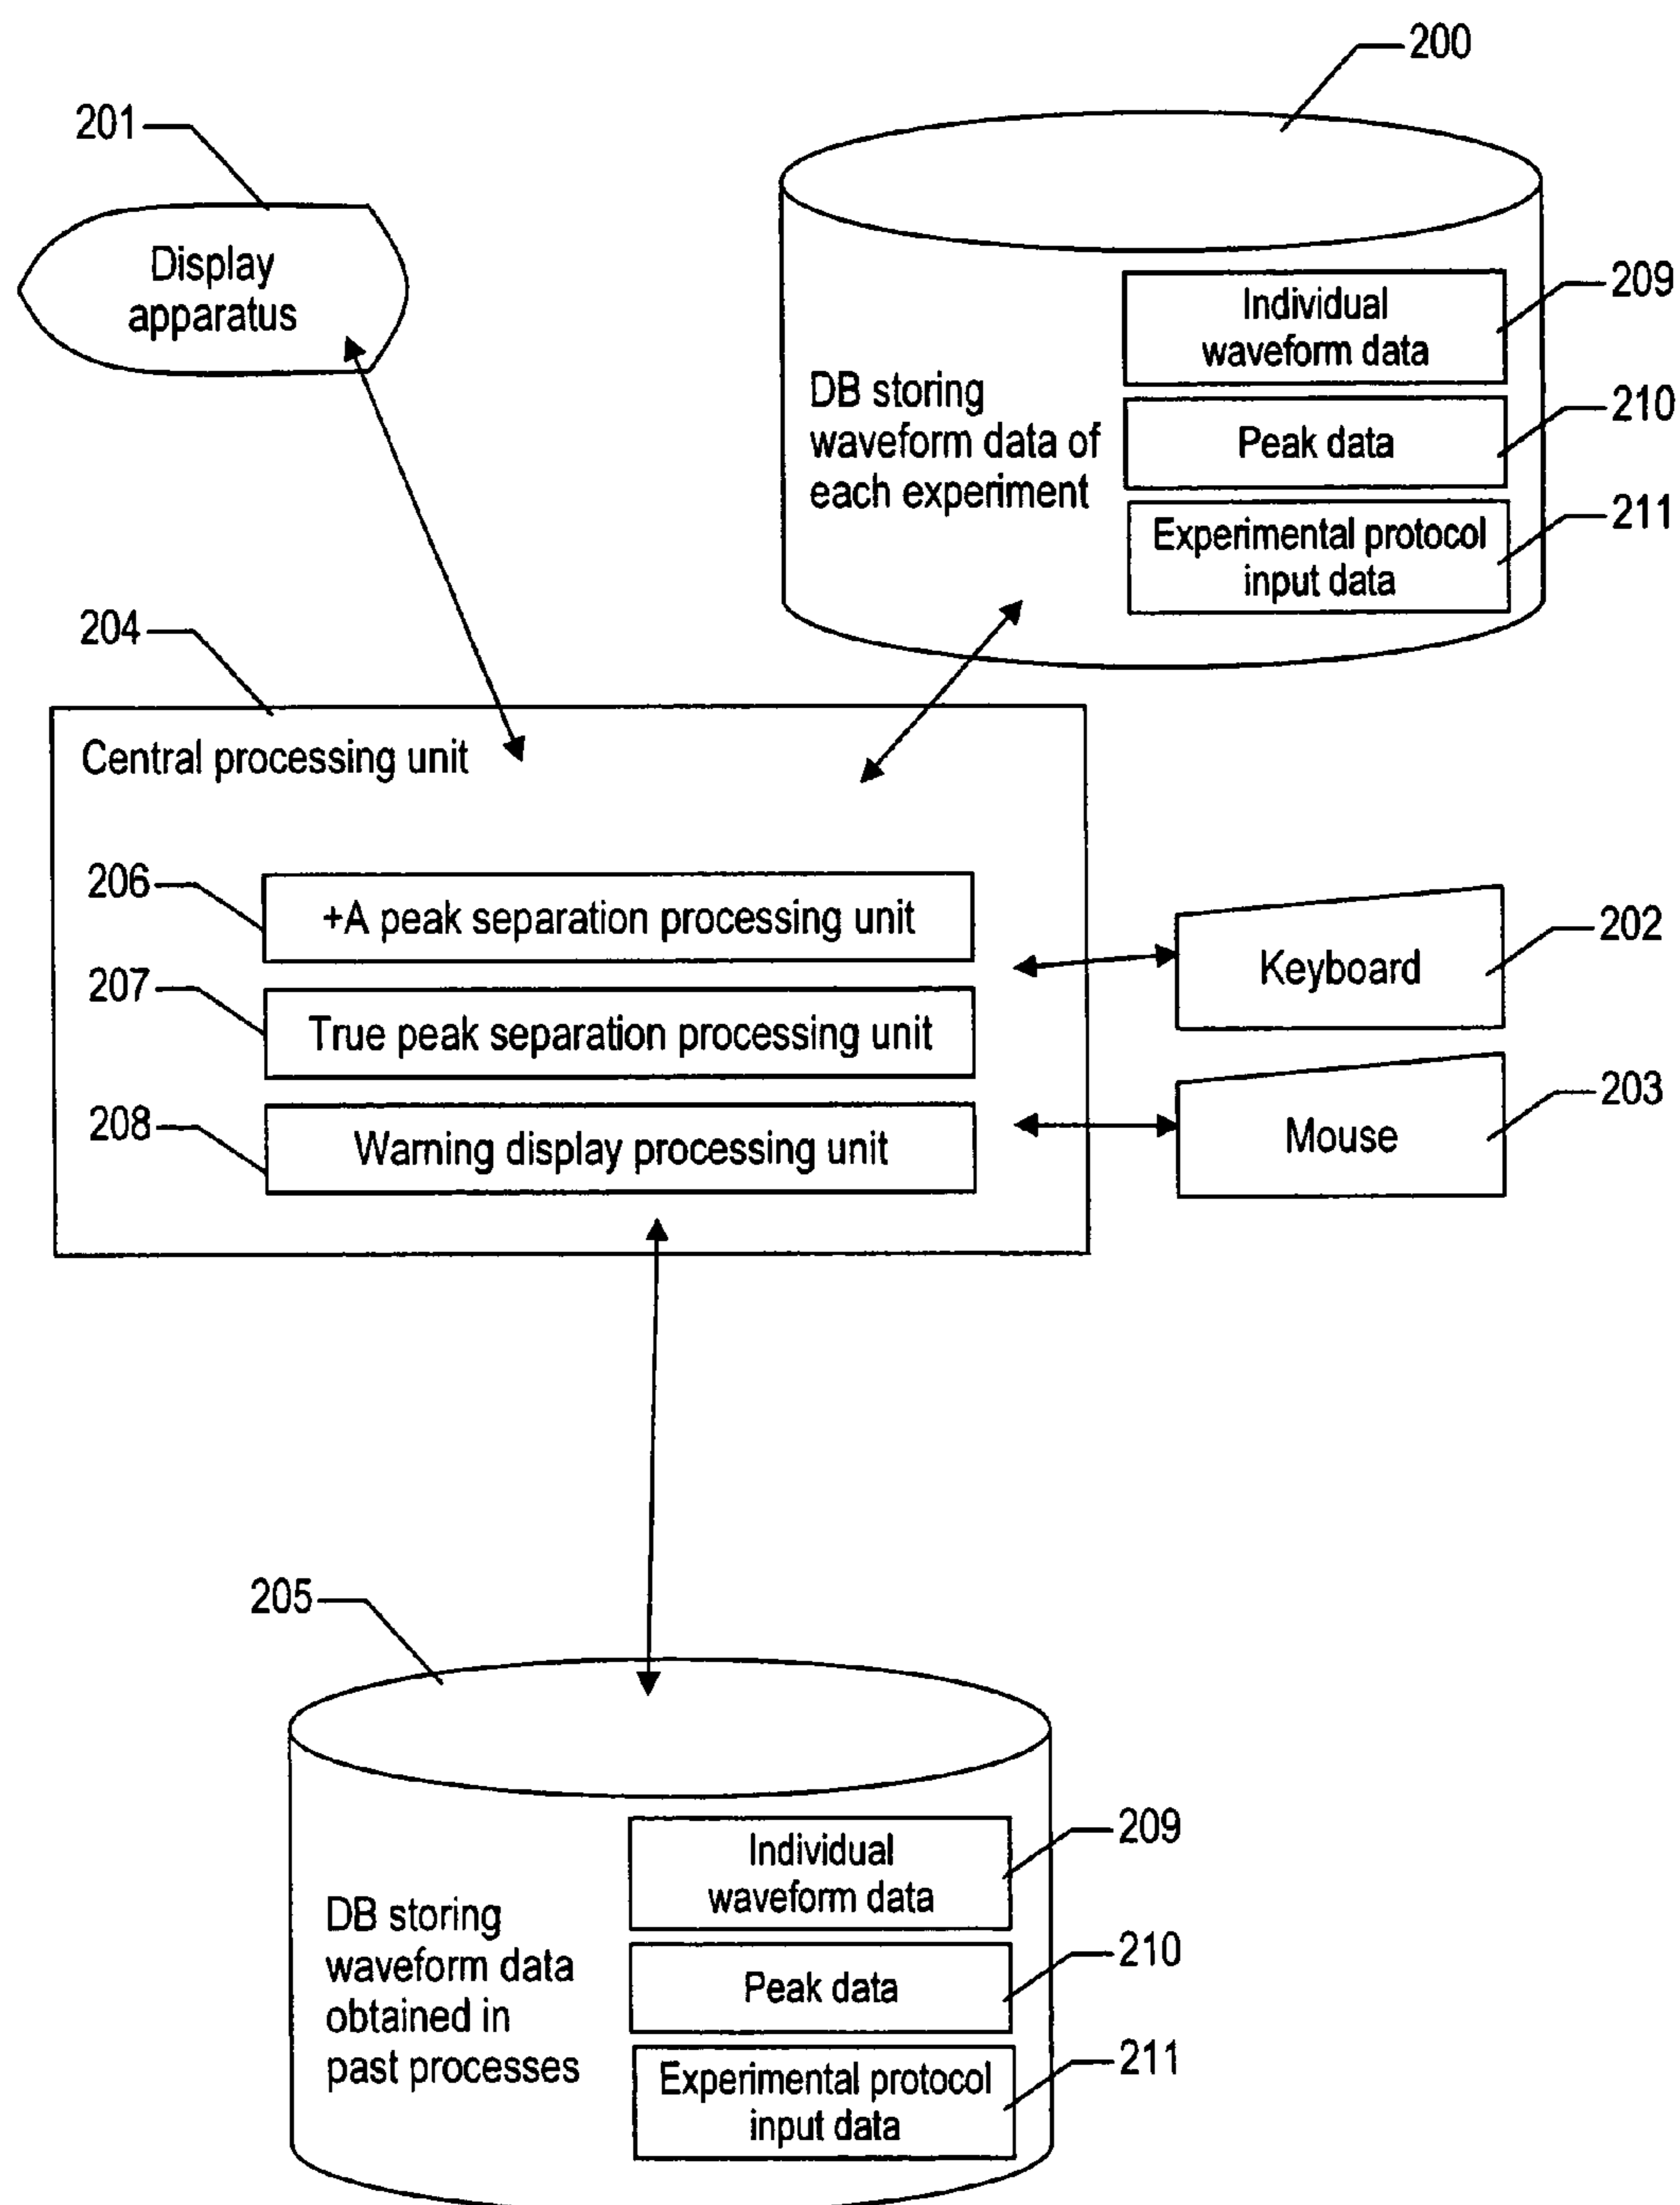 200
201
Display
apparatus
DB storing
waveform data of
each experiment
Individual
waveform data
209
Peak data
210
Experimental protocol
input data
211
204
Central processing unit
206
+A peak separation processing unit
207
True peak separation processing unit
208
Warning display processing unit
Keyboard
202
Mouse
203
205
DB storing
waveform data
obtained in
past processes
Individual
waveform data
209
Peak data
210
Experimental protocol
input data
211